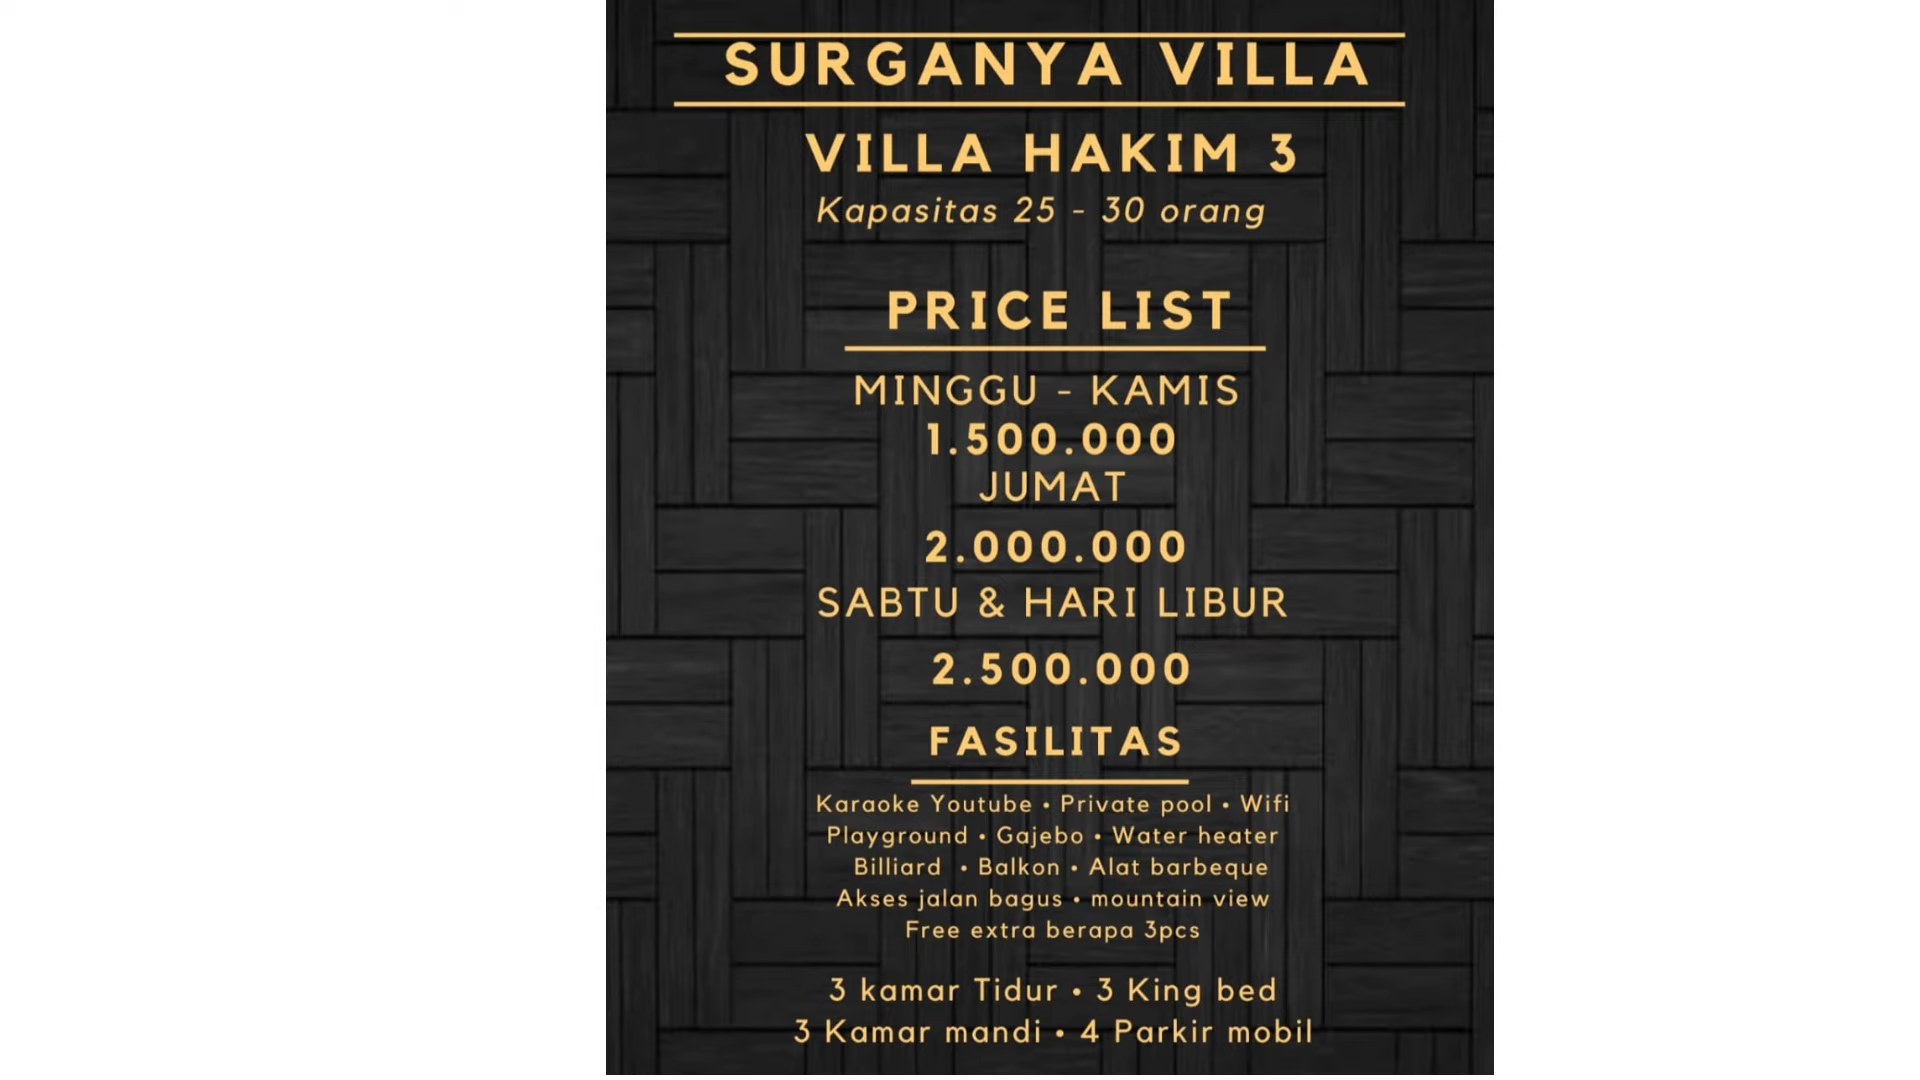 SURGANYA VILLA
VILLA HAKIM 3
Kapasitas 25 - 30 orang
PRICE LIST
MINGGU - KAMIS
1.500.000
JUMAT
2.000.000
SABTU & HARI LIBUR
2.500.000
FASILITAS
Karaoke Youtube • Private pool • Wifi
Playground • Gajebo • Water heater
Billiard • Balkon • Alat barbeque
Akses jalan bagus • mountain view
Free extra berapa 3pcs
3 kamar Tidur • 3 King bed
3 Kamar mandi • 4 Parkir mobil